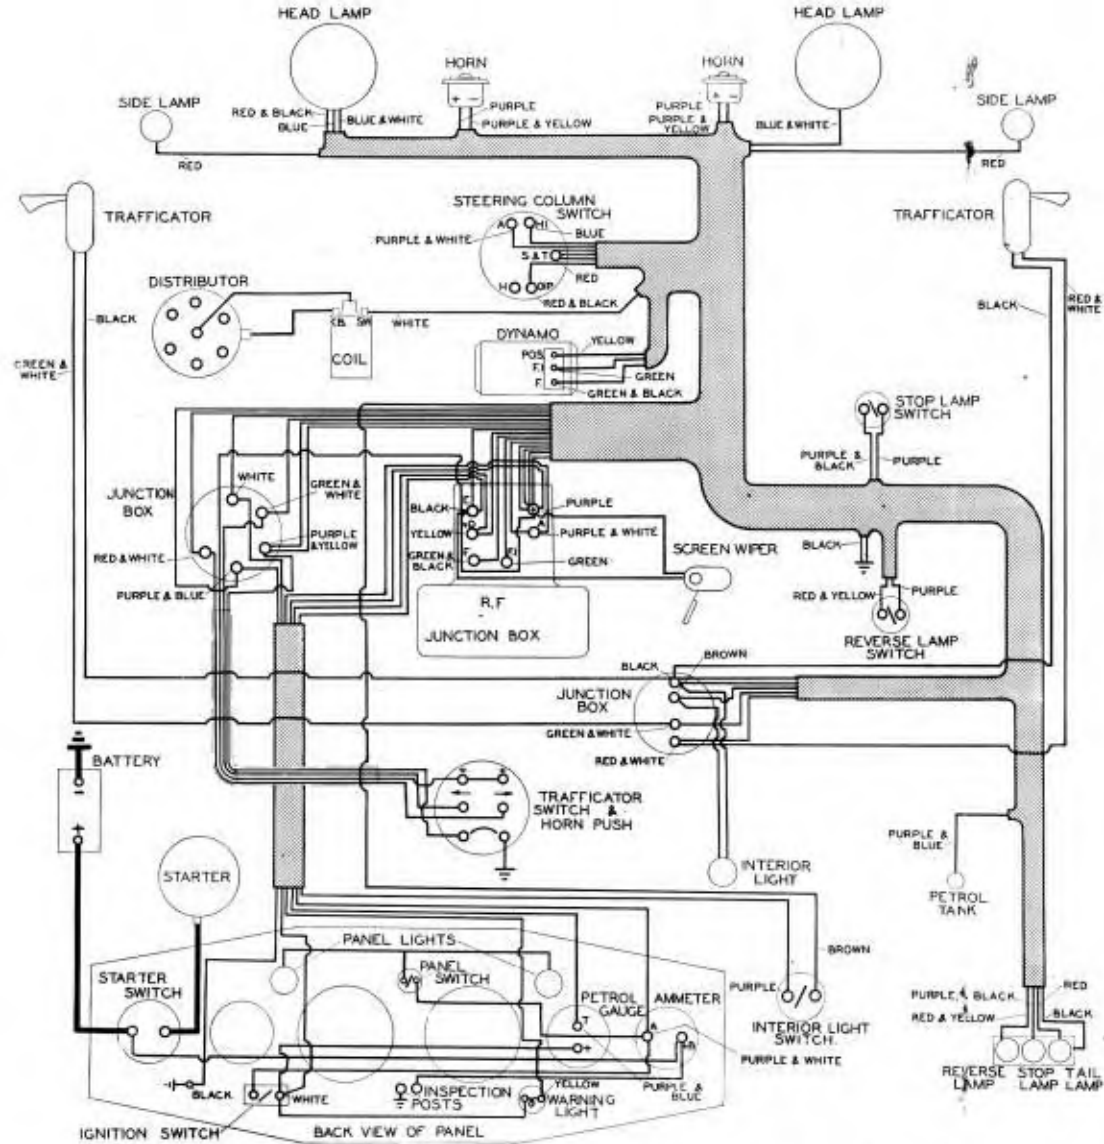 HEAD LAMP
HEAD LAMP
HORN
HORN
SIDE LAMP
RED & BLACK
BLUE
BLUE & WHITE
+ -
PURPLE
PURPLE & YELLOW
PURPLE
PURPLE &
YELLOW
BLUE & WHITE
SIDE LAMP
RED
RED
TRAFFICATOR
STEERING COLUMN
SWITCH
TRAFFICATOR
A
HI
BLUE
PURPLE & WHITE
S.&T
RED
H
DIP
RED & BLACK
DISTRIBUTOR
BLACK
SW
WHITE
COIL
DYNAMO
YELLOW
POS
F.I
GREEN
F.
GREEN & BLACK
BLACK
RED &
WHITE
GREEN &
WHITE
STOP LAMP
SWITCH
PURPLE &
BLACK
PURPLE
WHITE
JUNCTION
BOX
GREEN &
WHITE
PURPLE
& YELLOW
RED & WHITE
PURPLE & BLUE
BLACK
YELLOW
GREEN &
BLACK
PURPLE
PURPLE & WHITE
GREEN
R.F
JUNCTION BOX
SCREEN WIPER
BLACK
RED & YELLOW
PURPLE
REVERSE LAMP
SWITCH
BLACK
BROWN
JUNCTION
BOX
GREEN & WHITE
RED & WHITE
BATTERY
-
+
TRAFFICATOR
SWITCH &
HORN PUSH
STARTER
INTERIOR
LIGHT
PURPLE &
BLUE
PETROL
TANK
BROWN
PANEL LIGHTS
STARTER
SWITCH
PANEL
SWITCH
PETROL
GAUGE
T
+
AMMETER
A
B
PURPLE
INTERIOR LIGHT
SWITCH.
PURPLE & WHITE
PURPLE & BLACK
RED & YELLOW
RED
BLACK
REVERSE
LAMP
STOP
LAMP
TAIL
LAMP
BLACK
WHITE
INSPECTION
POSTS
YELLOW
WARNING
LIGHT
PURPLE &
BLUE
IGNITION SWITCH
BACK VIEW OF PANEL